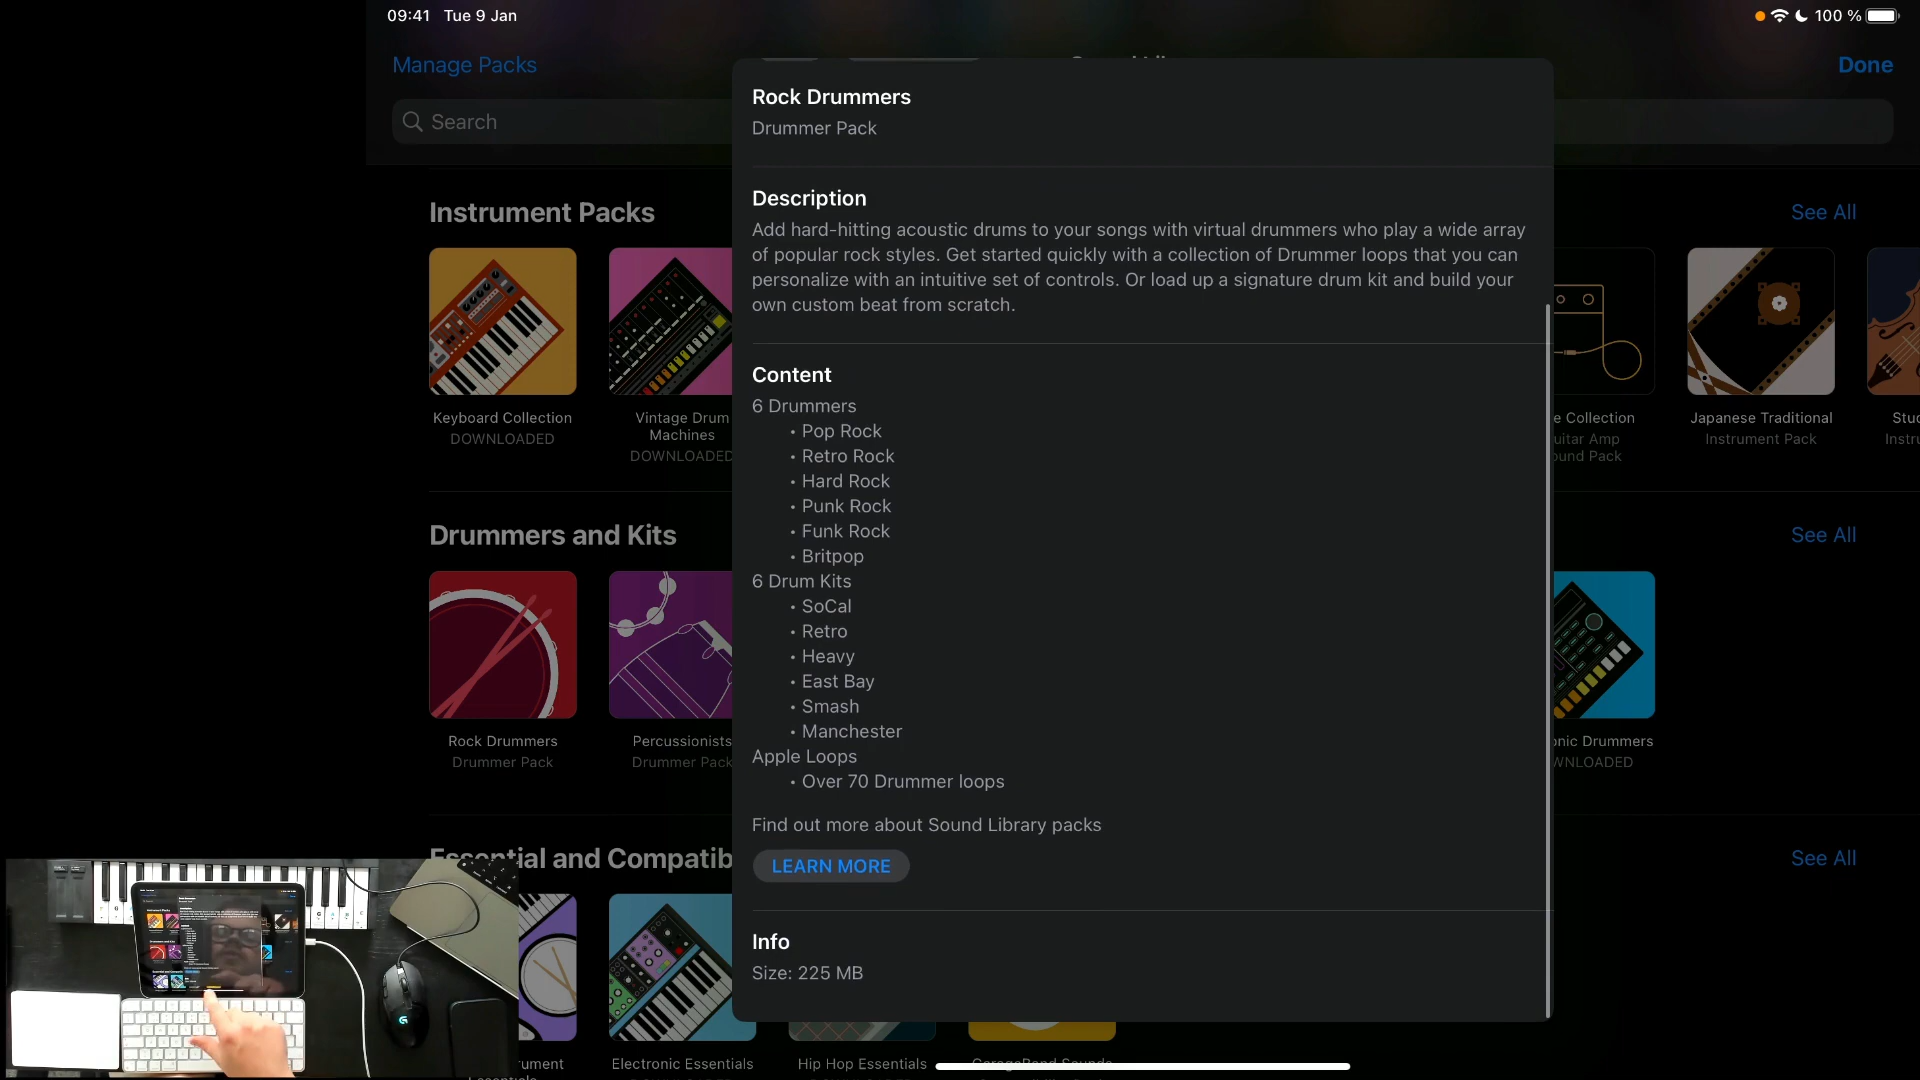 09:41 Tue 9 Jan
100 %
Manage Packs
Done
Search
Rock Drummers
Drummer Pack
Description
Add hard-hitting acoustic drums to your songs with virtual drummers who play a wide array
of popular rock styles. Get started quickly with a collection of Drummer loops that you can
personalize with an intuitive set of controls. Or load up a signature drum kit and build your
own custom beat from scratch.
Content
6 Drummers
• Pop Rock
• Retro Rock
• Hard Rock
• Punk Rock
• Funk Rock
• Britpop
6 Drum Kits
• SoCal
• Retro
• Heavy
• East Bay
• Smash
• Manchester
Apple Loops
• Over 70 Drummer loops
Find out more about Sound Library packs
LEARN MORE
Info
Size: 225 MB
Instrument Packs
See All
Keyboard Collection
DOWNLOADED
Vintage Drum
Machines
DOWNLOADED
Collection
Japanese Traditional
Instrument Pack
Drummers and Kits
See All
Rock Drummers
Drummer Pack
Percussionists
Drummer Pack
Drummers
Essential and Compatib
See All
Electronic Essentials
Hip Hop Essentials
GarageBand Sounds